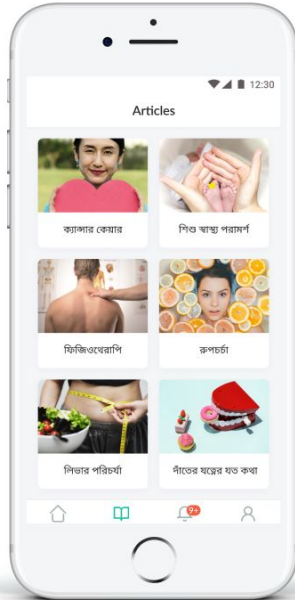 12:30
Articles
ক্যান্সার কেয়ার
শিশু স্বাস্থ্য পরামর্শ
ফিজিওথেরাপি
রুপচর্চা
লিভার পরিচর্যা
দাঁতের যত্নের যত কথা
9+